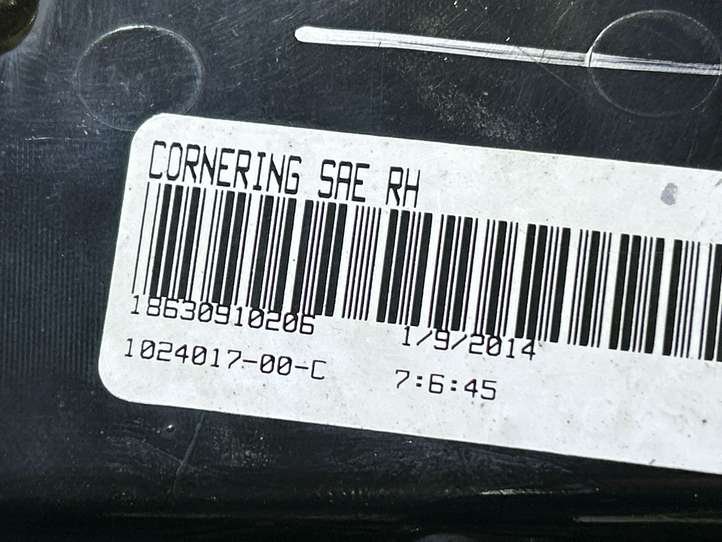 CORNERING SAE RH
18630910206 1/9/2014
1024017-00-C 7:6:45